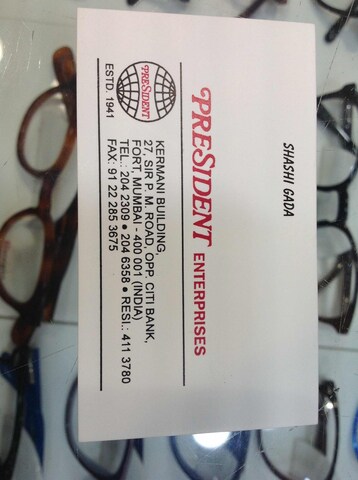 SHASHI GADA
PRESIDENT ENTERPRISES
PRESIDENT
ESTD. 1941
KERMANI BUILDING,
27, SIR P. M. ROAD, OPP. CITI BANK,
FORT, MUMBAI - 400 001 (INDIA)
TEL.: 204 2309 • 204 6358 • RESI.: 411 3780
FAX: 91 22 285 3675